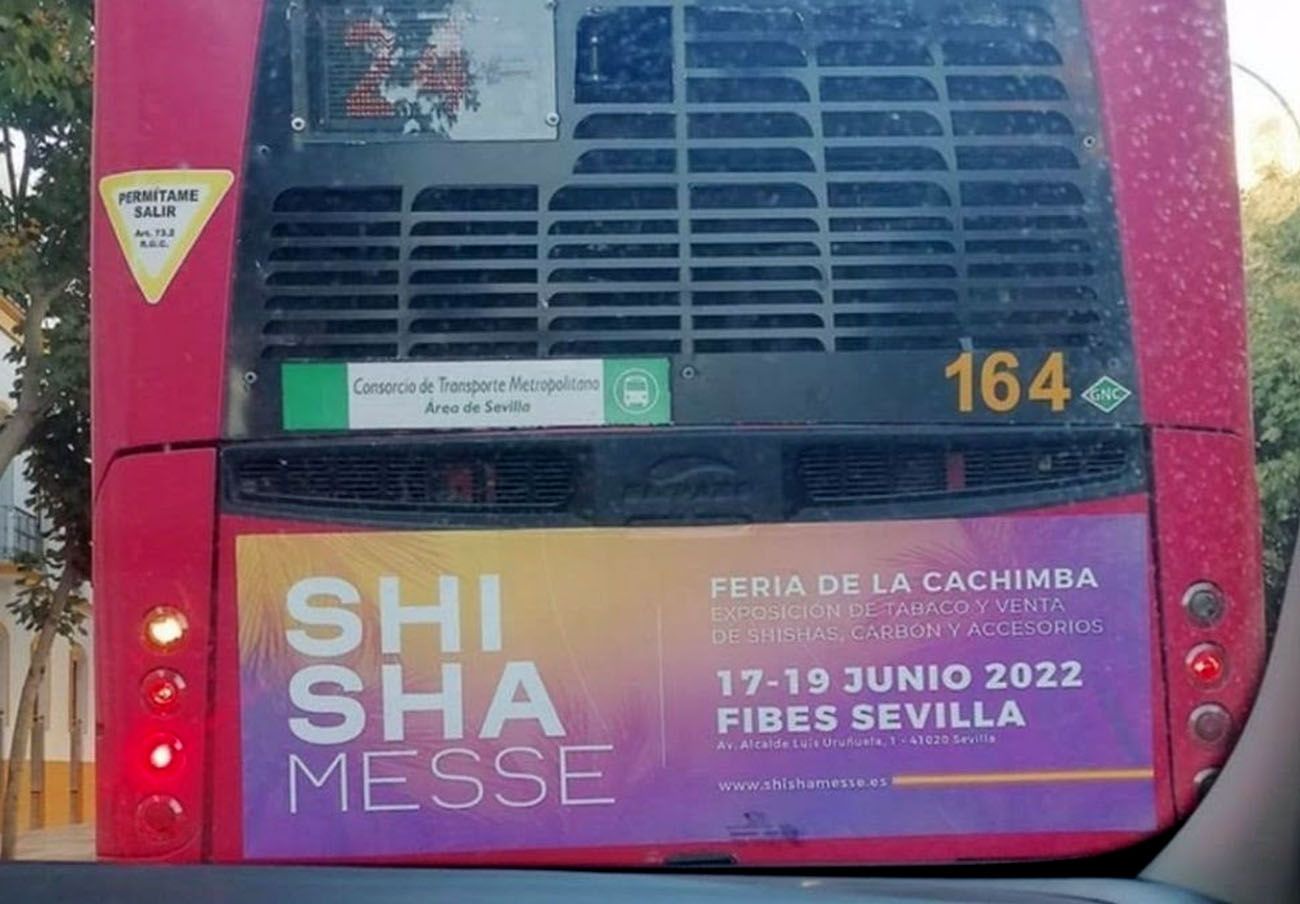 24
PERMÍTAME
SALIR
Art. 73.2
R.G.C.
Consorcio de Transporte Metropolitano
Área de Sevilla
164
GNC
SHI
SHA
MESSE
FERIA DE LA CACHIMBA
EXPOSICIÓN DE TABACO Y VENTA
DE SHISHAS, CARBÓN Y ACCESORIOS
17-19 JUNIO 2022
FIBES SEVILLA
Av. Alcalde Luis Uruñuela, 1 - 41020 Sevilla
www.shishamesse.es